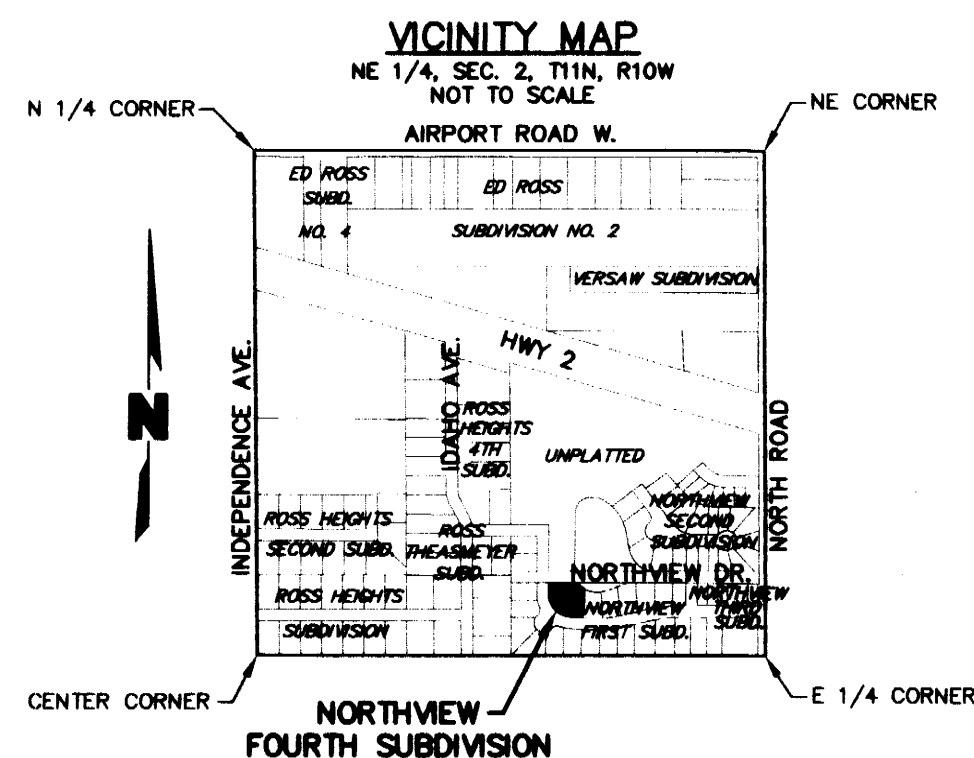 VICINITY MAP
NE 1/4, SEC. 2, T11N, R10W
NOT TO SCALE
N 1/4 CORNER
NE CORNER
AIRPORT ROAD W.
ED ROSS
SUBD.
NO. 4
ED ROSS
SUBDIVISION NO. 2
VERSAW SUBDIVISION
HWY 2
INDEPENDENCE AVE.
IDAHO AVE.
NORTH ROAD
N
ROSS
HEIGHTS
4TH
SUBD.
UNPLATTED
NORTHVIEW
SECOND
SUBDIVISION
ROSS HEIGHTS
SECOND SUBD.
ROSS
THEASMEYER
SUBD.
NORTHVIEW DR.
ROSS HEIGHTS
SUBDIVISION
NORTHVIEW
FIRST SUBD.
NORTHVIEW
THIRD
SUBD.
CENTER CORNER
E 1/4 CORNER
NORTHVIEW
FOURTH SUBDIVISION